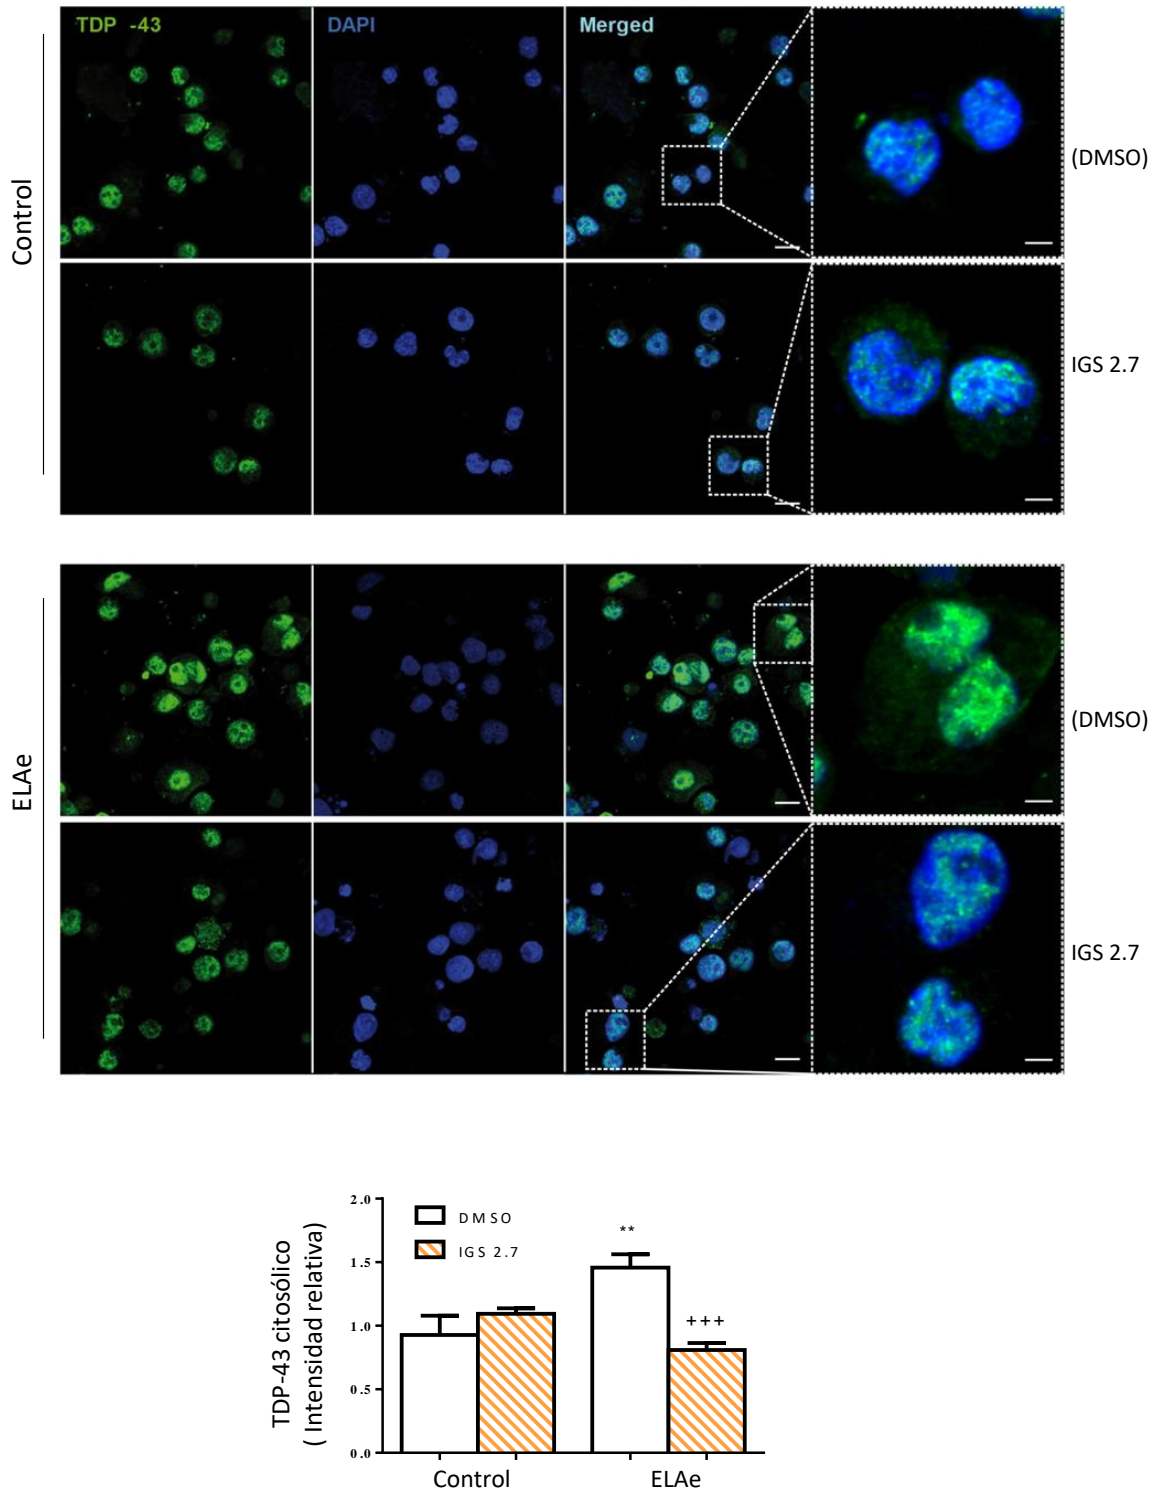 TDP -43 DAPI Merged
Control
(DMSO)
IGS 2.7
ELAe
(DMSO)
IGS 2.7
TDP-43 citosólico
( Intensidad relativa)
2.0
1.5
1.0
0.5
0.0
DMSO
IGS 2.7
**
+++
Control ELAe